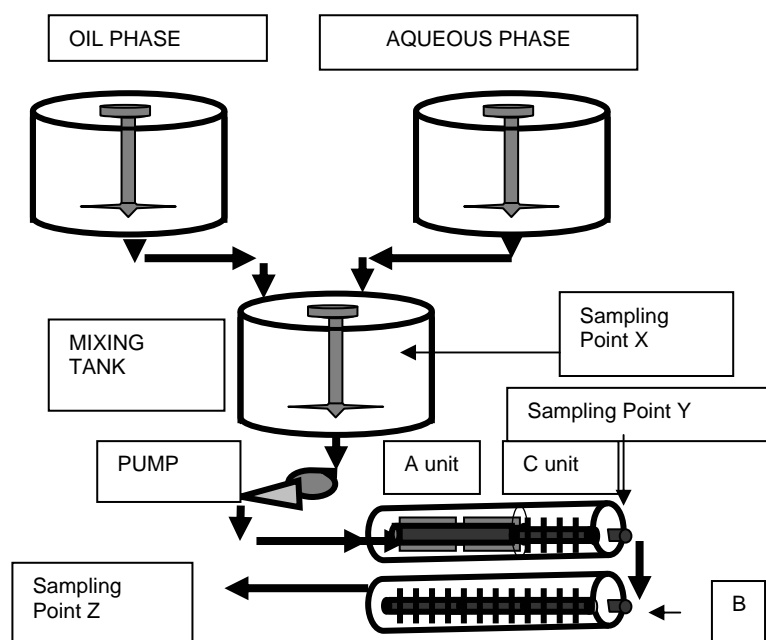 OIL PHASE
AQUEOUS PHASE
MIXING
TANK
Sampling
Point X
Sampling Point Y
PUMP
A unit
C unit
Sampling
Point Z
B